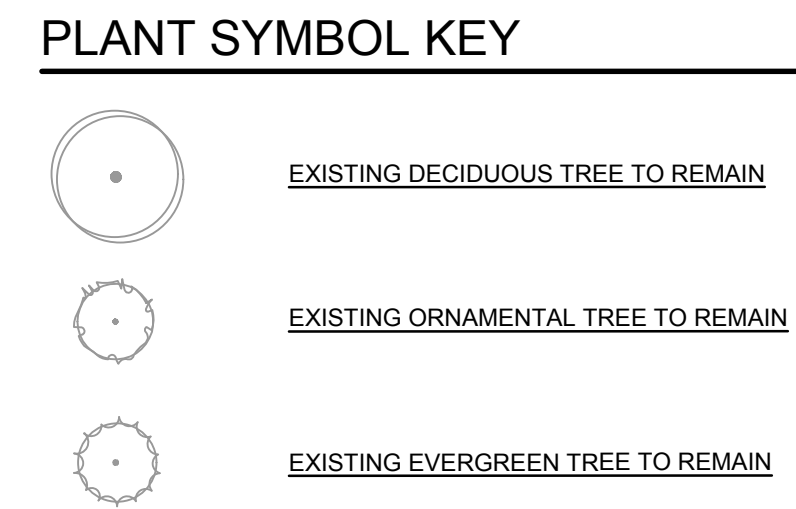 PLANT SYMBOL KEY
EXISTING DECIDUOUS TREE TO REMAIN
EXISTING ORNAMENTAL TREE TO REMAIN
EXISTING EVERGREEN TREE TO REMAIN